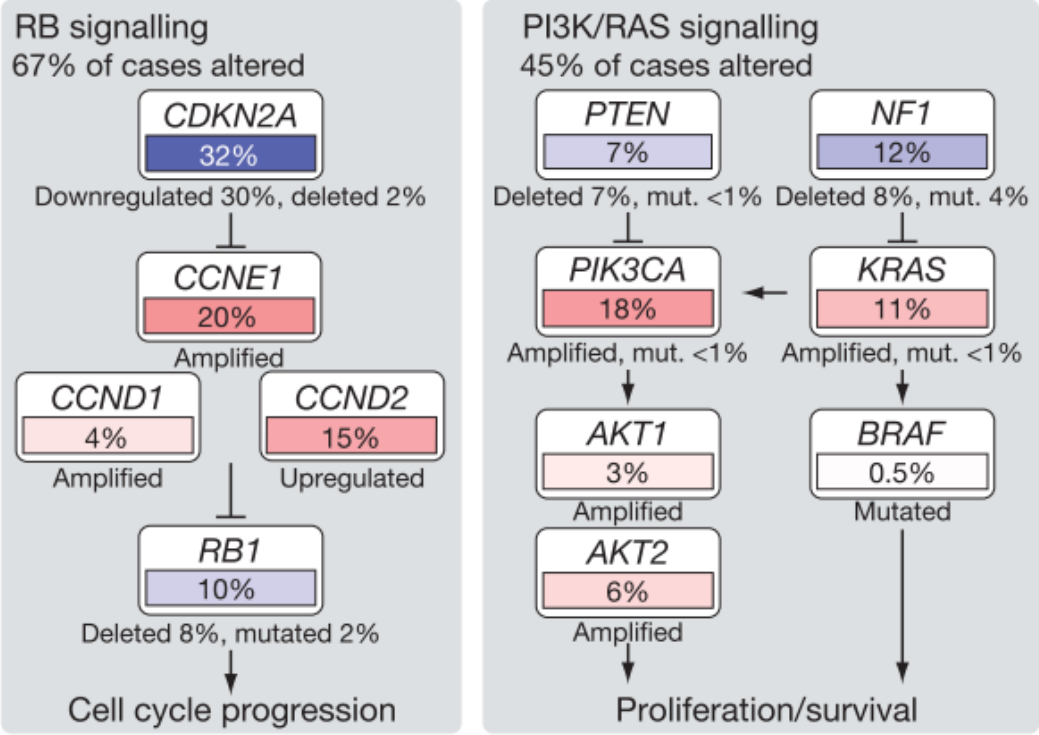 RB signalling
67% of cases altered
CDKN2A
32%
Downregulated 30%, deleted 2%
CCNE1
20%
Amplified
CCND1
4%
Amplified
CCND2
15%
Upregulated
RB1
10%
Deleted 8%, mutated 2%
Cell cycle progression
PI3K/RAS signalling
45% of cases altered
PTEN
7%
Deleted 7%, mut. <1%
NF1
12%
Deleted 8%, mut. 4%
PIK3CA
18%
Amplified, mut. <1%
KRAS
11%
Amplified, mut. <1%
AKT1
3%
Amplified
BRAF
0.5%
Mutated
AKT2
6%
Amplified
Proliferation/survival